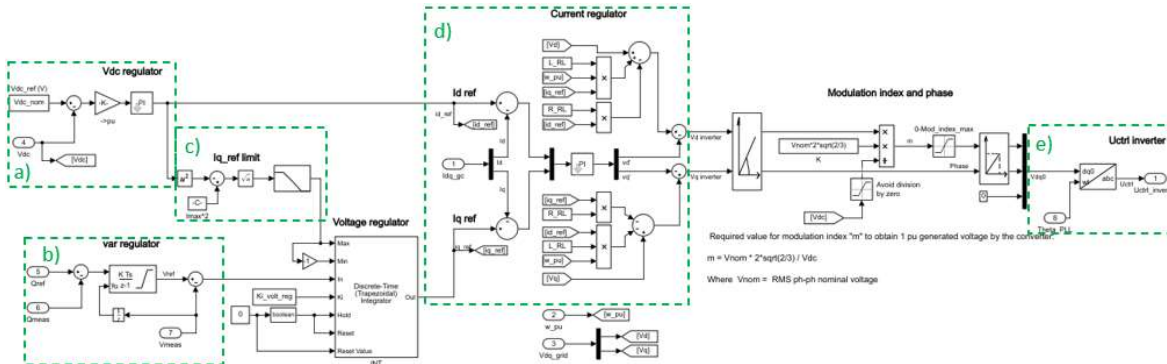 a)
Vdc regulator
Vdc_ref (V)
Vdc_nom
-K-
->pu
PI
4
Vdc
[Vdc]
c)
Iq_ref limit
u²
-C-
Imax^2
b)
var regulator
5
Qref
6
Qmeas
K Ts
z-1
Vref
7
Vmeas
Voltage regulator
Max
Min
In
Ki
Hold
Reset
Reset Value
Discrete-Time
(Trapezoidal)
Integrator
Out
INT
Ki_volt_reg
0
boolean
d)
Current regulator
Id ref
id_ref
[id_ref]
1
Idq_gc
Id
iq
Iq ref
iq_ref
[iq_ref]
[Vd]
L_RL
[w_pu]
[iq_ref]
R_RL
[id_ref]
PI
vd'
vq'
[iq_ref]
R_RL
[id_ref]
L_RL
[w_pu]
[Vq]
Vd inverter
Vq inverter
2
w_pu
[w_pu]
3
Vdq_grid
[Vd]
[Vq]
Modulation index and phase
Vnom*2*sqrt(2/3)
K
m
0-Mod_index_max
Phase
Avoid division
by zero
[Vdc]
0
Vdq0
Required value for modulation index "m" to obtain 1 pu generated voltage by the converter:
m = Vnom * 2*sqrt(2/3) / Vdc
Where Vnom = RMS ph-ph nominal voltage
e)
Uctrl inverter
dq0
wt
abc
Uctrl
1
Uctrl_inver
8
Theta_PLL